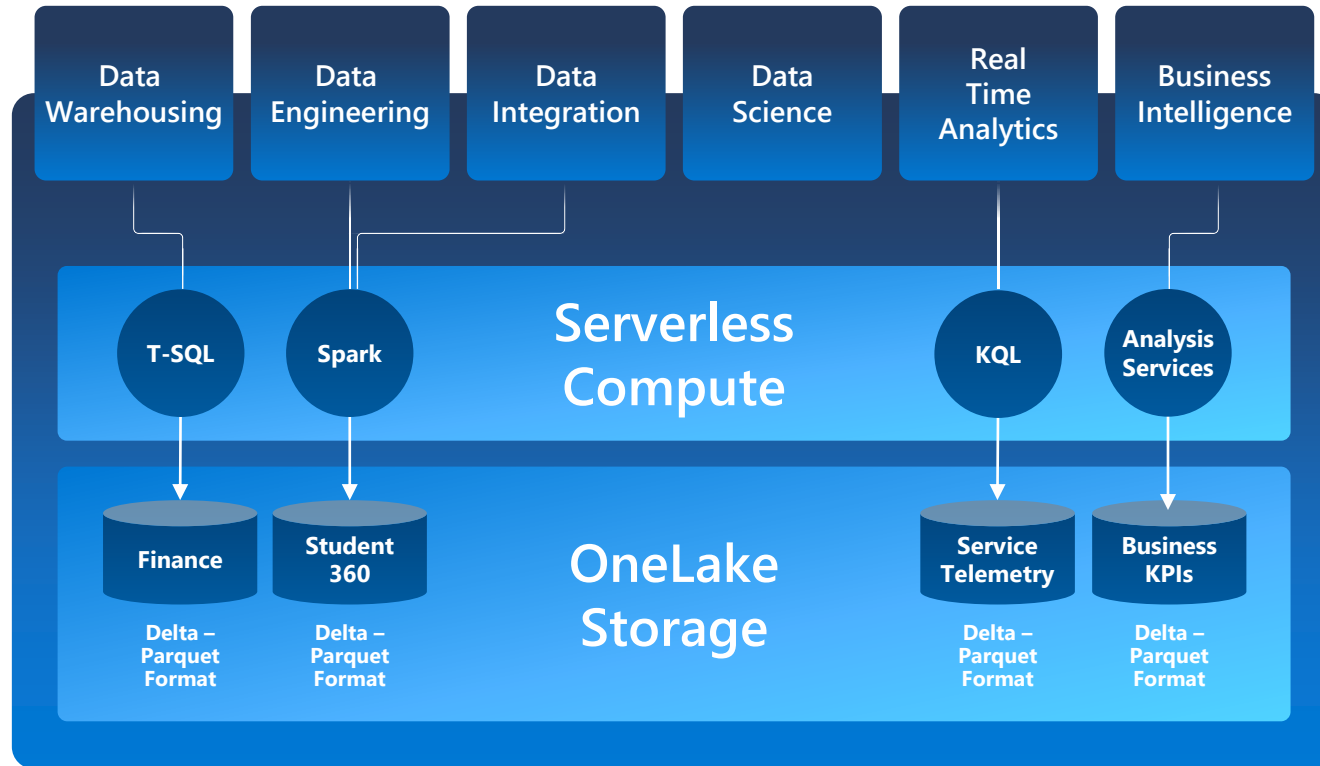 Data
Warehousing
Data
Engineering
Data
Integration
Data
Science
Real
Time
Analytics
Business
Intelligence
T-SQL
Spark
Serverless
Compute
KQL
Analysis
Services
Finance
Student
360
OneLake
Storage
Service
Telemetry
Business
KPIs
Delta –
Parquet
Format
Delta –
Parquet
Format
Delta –
Parquet
Format
Delta –
Parquet
Format